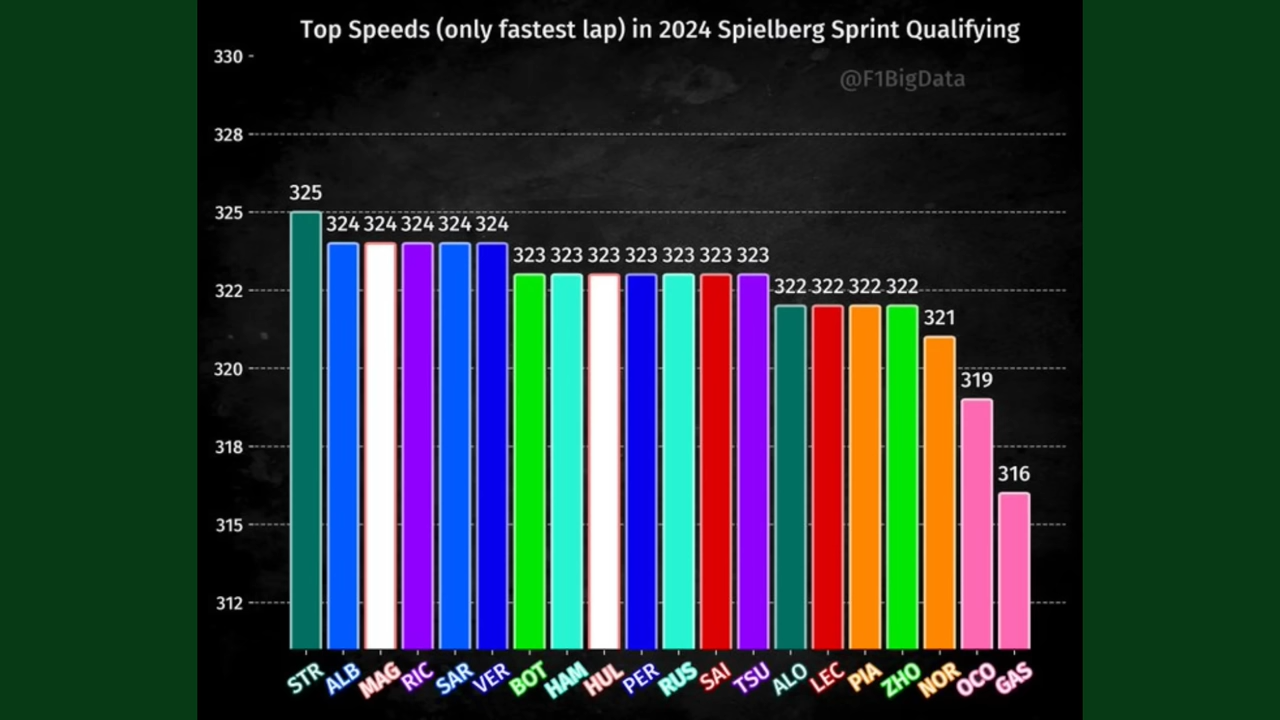 Top Speeds (only fastest lap) in 2024 Spielberg Sprint Qualifying
330
@F1BigData
328
325
325
324 324 324 324 324
323 323 323 323 323 323 323
322
322 322 322 322
321
320
319
318
316
315
312
STR ALB MAG RIC SAR VER BOT HAM HUL PER RUS SAI TSU ALO LEC PIA ZHO NOR OCO GAS